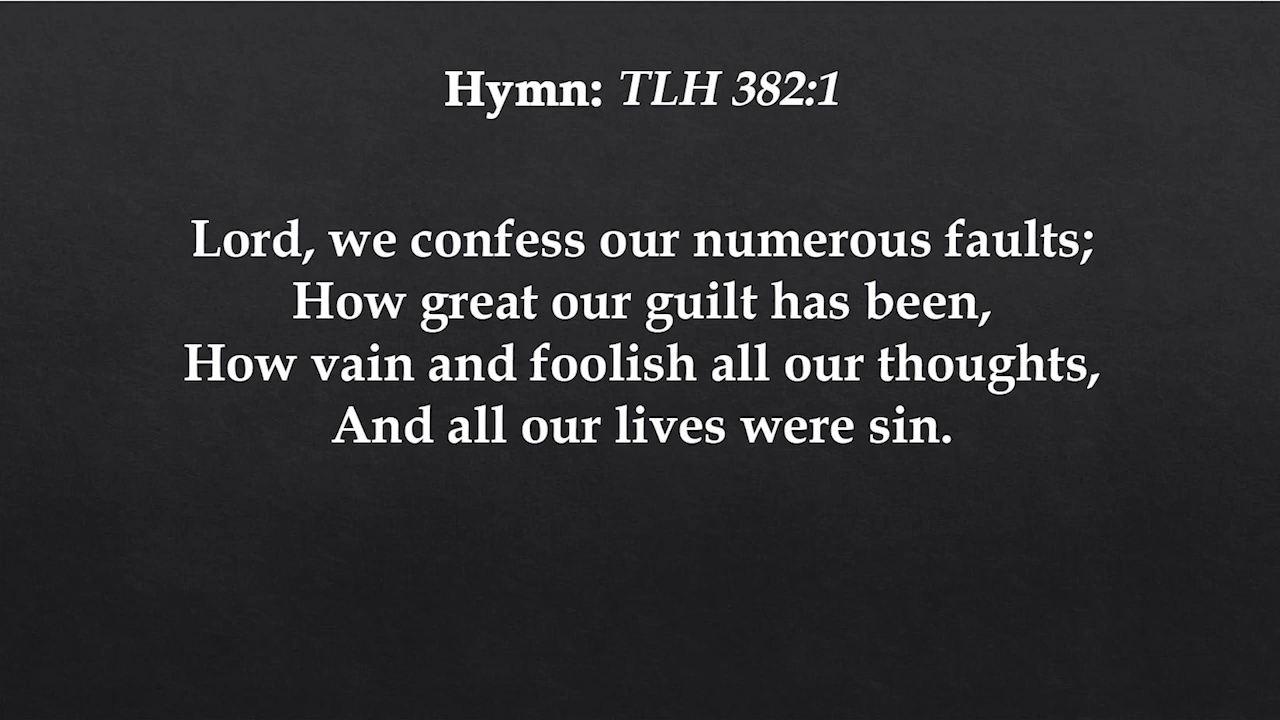 Hymn: TLH 382:1
Lord, we confess our numerous faults;
How great our guilt has been,
How vain and foolish all our thoughts,
And all our lives were sin.